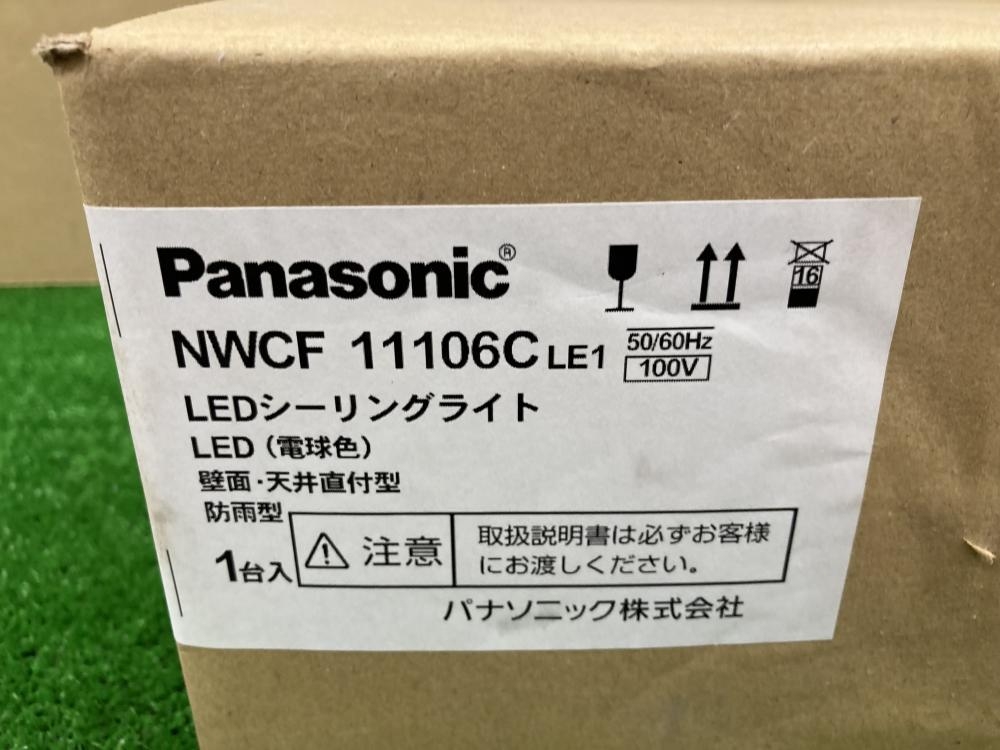 Panasonic®
16
NWCF 11106C LE1 50/60Hz
100V
LEDシーリングライト
LED（電球色）
壁面・天井直付型
防雨型
1台入
注意
取扱説明書は必ずお客様
にお渡しください。
パナソニック株式会社